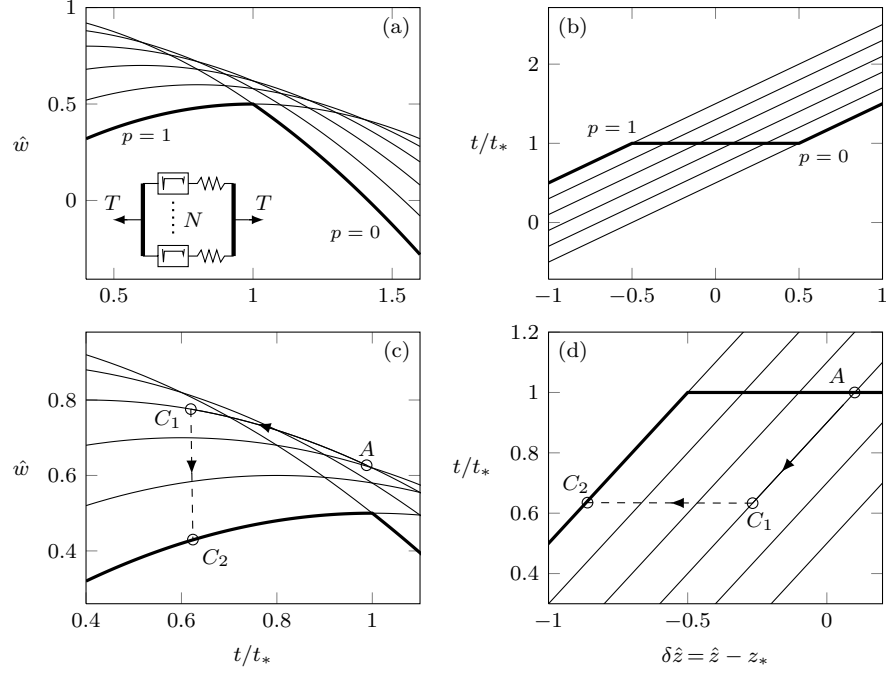 1
0.5
0
ŵ
(a)
p = 1
p = 0
T
N
T
0.5
1
1.5
(b)
t/t*
2
1
0
p = 1
p = 0
−1
−0.5
0
0.5
1
(c)
ŵ
0.8
0.6
0.4
C1
A
C2
0.4
0.6
0.8
1
t/t*
(d)
t/t*
1.2
1
0.8
0.6
0.4
A
C2
C1
−1
−0.5
0
δẑ = ẑ − z*